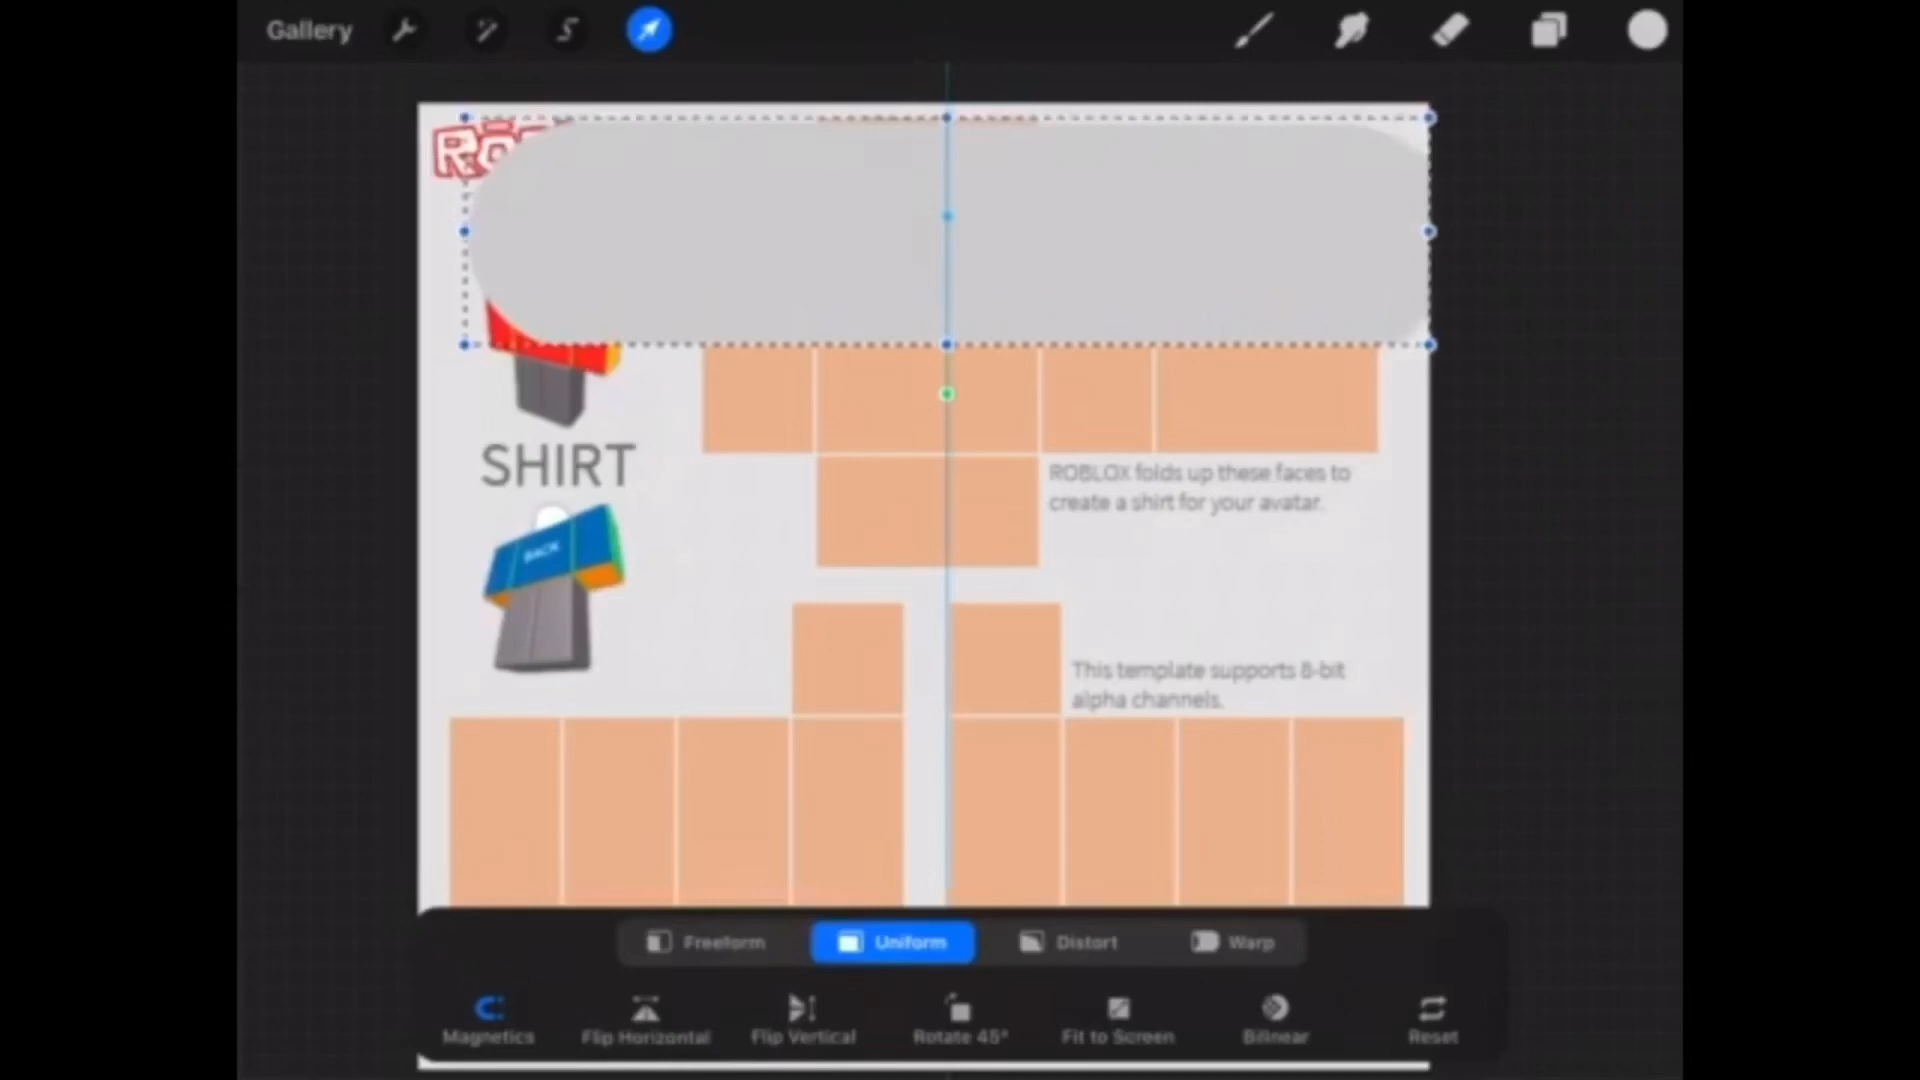 Gallery
SHIRT
ROBLOX folds up these faces to
create a shirt for your avatar.
BACK
This template supports 8-bit
alpha channels.
Freeform
Uniform
Distort
Warp
Magnetics
Flip Horizontal
Flip Vertical
Rotate 45°
Fit to Screen
Bilinear
Reset